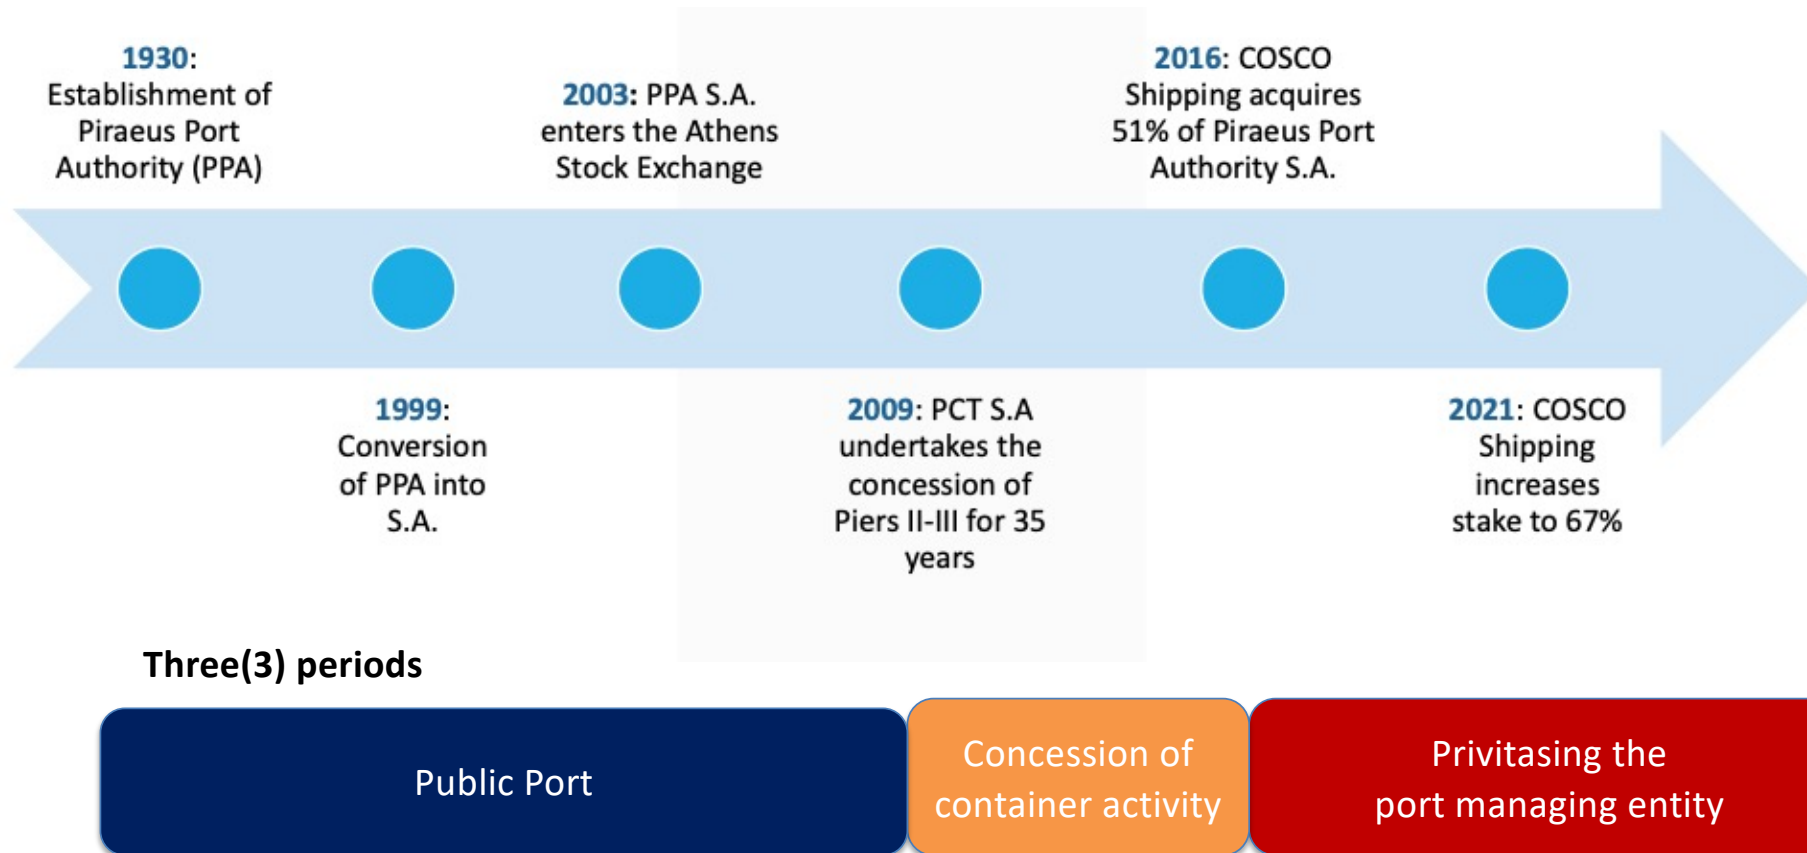 1930:
Establishment of
Piraeus Port
Authority (PPA)
1999:
Conversion
of PPA into
S.A.
2003: PPA S.A.
enters the Athens
Stock Exchange
2009: PCT S.A
undertakes the
concession of
Piers II-III for 35
years
2016: COSCO
Shipping acquires
51% of Piraeus Port
Authority S.A.
2021: COSCO
Shipping
increases
stake to 67%
Three(3) periods
Public Port
Concession of
container activity
Privitasing the
port managing entity